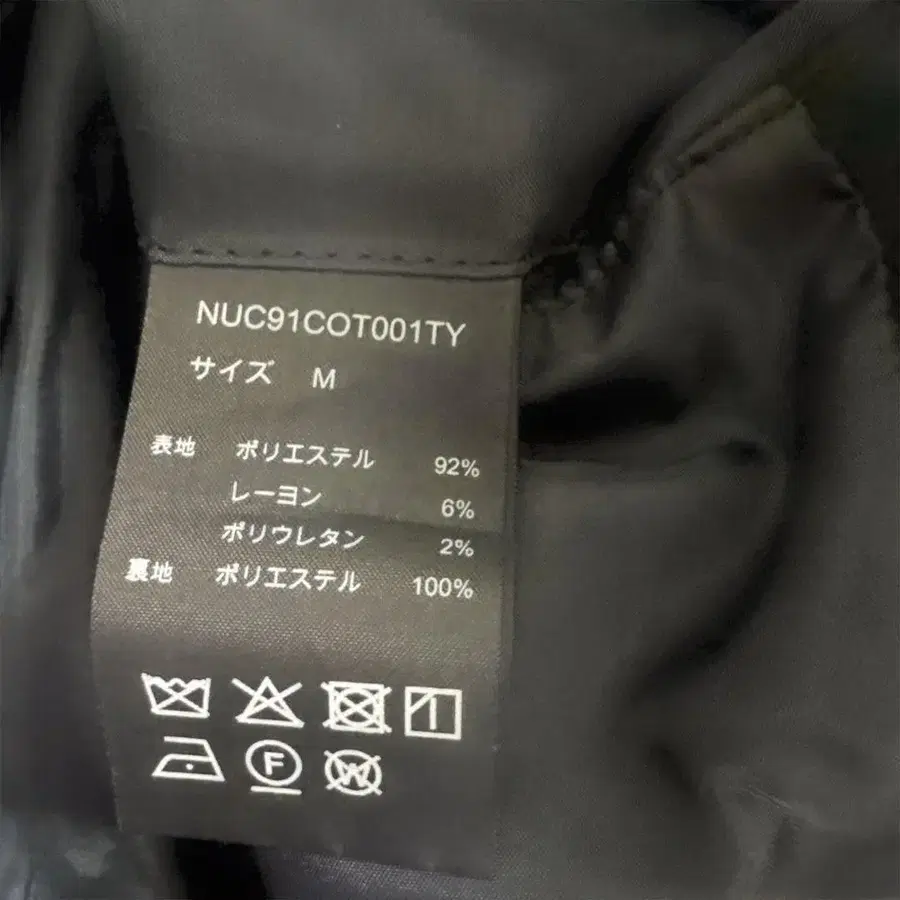 NUC91COT001TY
サイズ M
表地 ポリエステル 92%
レーヨン 6%
ポリウレタン 2%
裏地 ポリエステル 100%
F
W